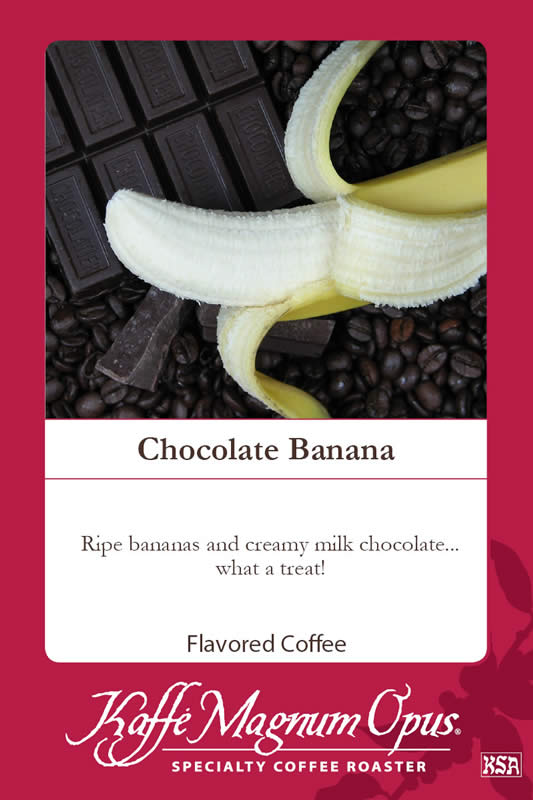 CHOCOLATE
Chocolate Banana
Ripe bananas and creamy milk chocolate...
what a treat!
Flavored Coffee
Kaffé Magnum Opus®
SPECIALTY COFFEE ROASTER
KSA